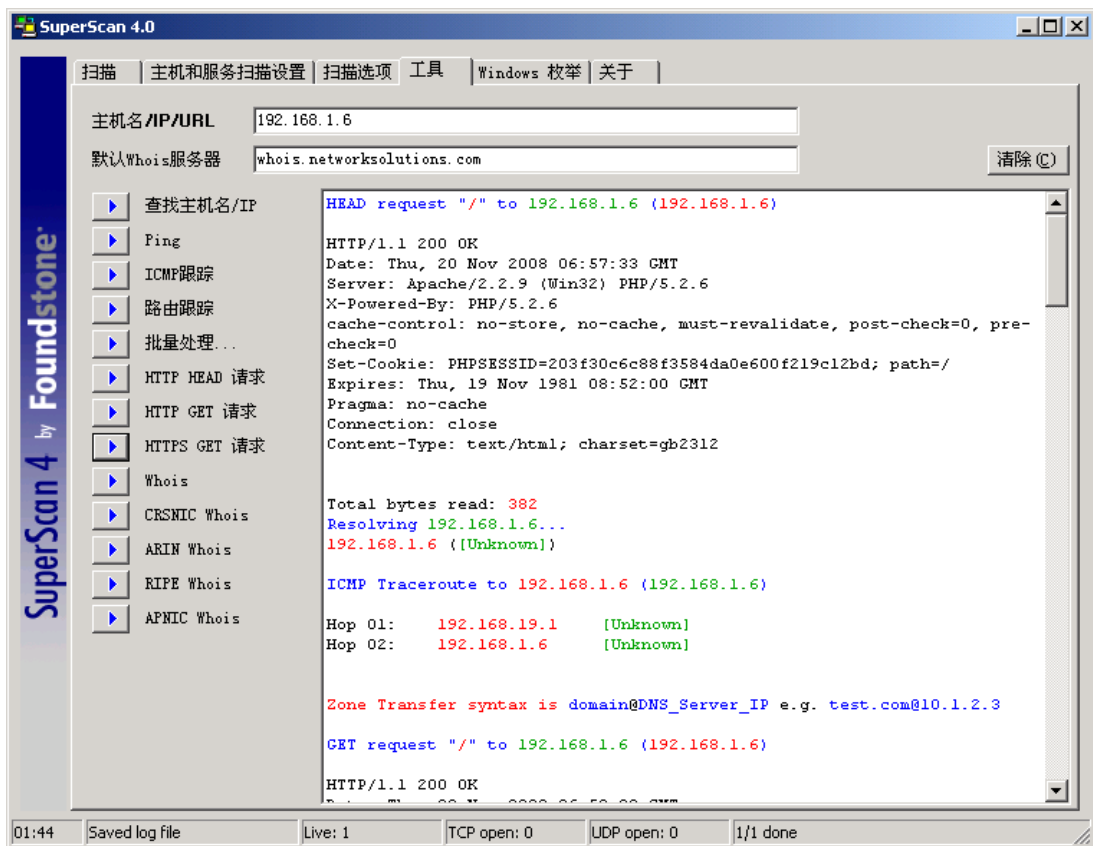 SuperScan 4.0
扫描
主机和服务扫描设置
扫描选项
工具
Windows 枚举
关于
主机名/IP/URL
192.168.1.6
默认Whois服务器
whois.networksolutions.com
清除(C)
SuperScan 4 by Foundstone
查找主机名/IP
Ping
ICMP跟踪
路由跟踪
批量处理...
HTTP HEAD 请求
HTTP GET 请求
HTTPS GET 请求
Whois
CRSNIC Whois
ARIN Whois
RIPE Whois
APNIC Whois
HEAD request "/" to 192.168.1.6 (192.168.1.6)
HTTP/1.1 200 OK
Date: Thu, 20 Nov 2008 06:57:33 GMT
Server: Apache/2.2.9 (Win32) PHP/5.2.6
X-Powered-By: PHP/5.2.6
cache-control: no-store, no-cache, must-revalidate, post-check=0, pre-
check=0
Set-Cookie: PHPSESSID=203f30c6c88f3584da0e600f219c12bd; path=/
Expires: Thu, 19 Nov 1981 08:52:00 GMT
Pragma: no-cache
Connection: close
Content-Type: text/html; charset=gb2312
Total bytes read: 382
Resolving 192.168.1.6...
192.168.1.6 ([Unknown])
ICMP Traceroute to 192.168.1.6 (192.168.1.6)
Hop 01: 192.168.19.1 [Unknown]
Hop 02: 192.168.1.6 [Unknown]
Zone Transfer syntax is domain@DNS_Server_IP e.g. test.com@10.1.2.3
GET request "/" to 192.168.1.6 (192.168.1.6)
HTTP/1.1 200 OK
01:44
Saved log file
Live: 1
TCP open: 0
UDP open: 0
1/1 done